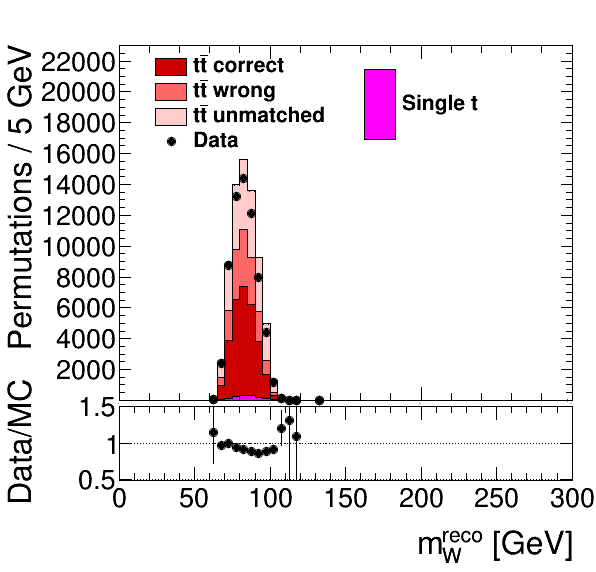 Permutations / 5 GeV
22000
20000
18000
16000
14000
12000
10000
8000
6000
4000
2000
tt̄ correct
tt̄ wrong
tt̄ unmatched
Data
Single t
Data/MC
1.5
1
0.5
0 50 100 150 200 250 300
m_W^reco [GeV]